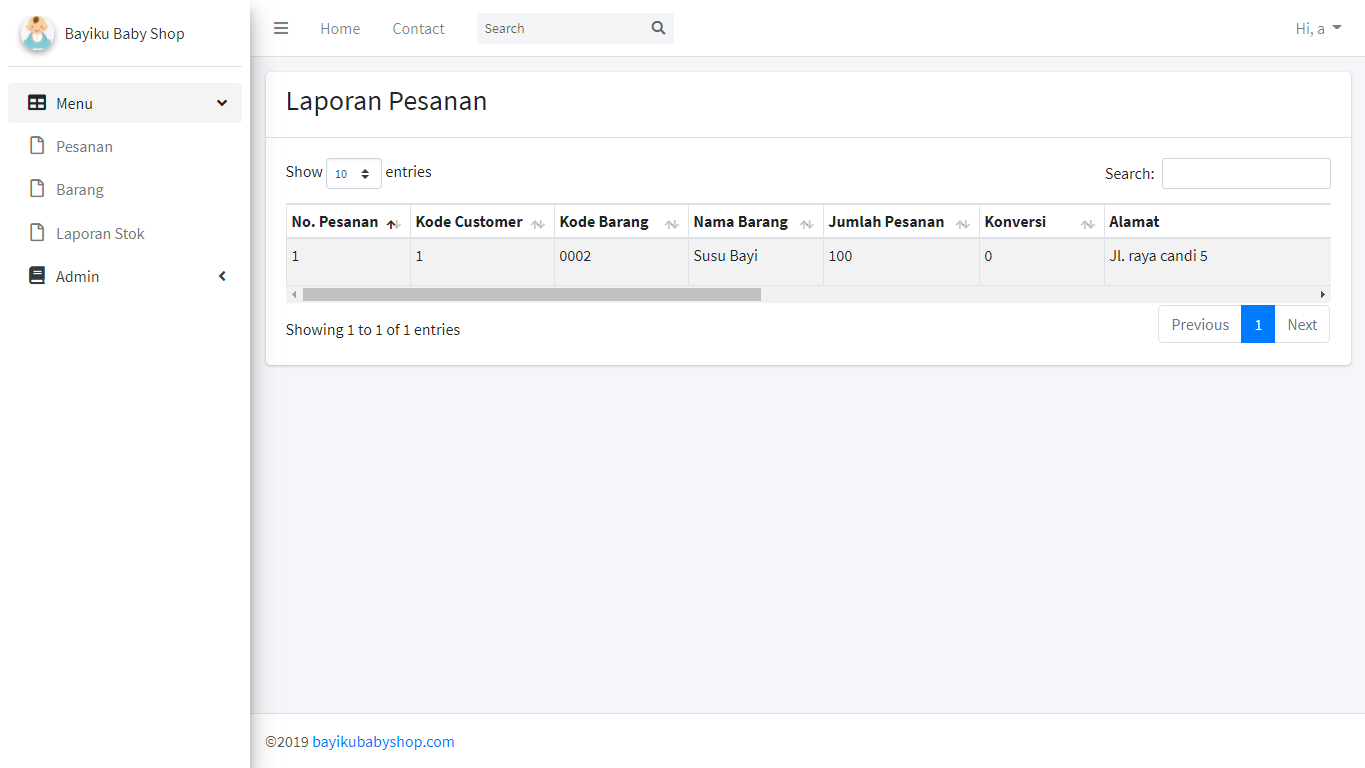 Bayiku Baby Shop
Home Contact Search Hi, a
Menu
Pesanan
Barang
Laporan Stok
Admin
Laporan Pesanan
Show 10 entries Search:
No. Pesanan Kode Customer Kode Barang Nama Barang Jumlah Pesanan Konversi Alamat
1 1 0002 Susu Bayi 100 0 Jl. raya candi 5
Showing 1 to 1 of 1 entries Previous 1 Next
©2019 bayikubabyshop.com